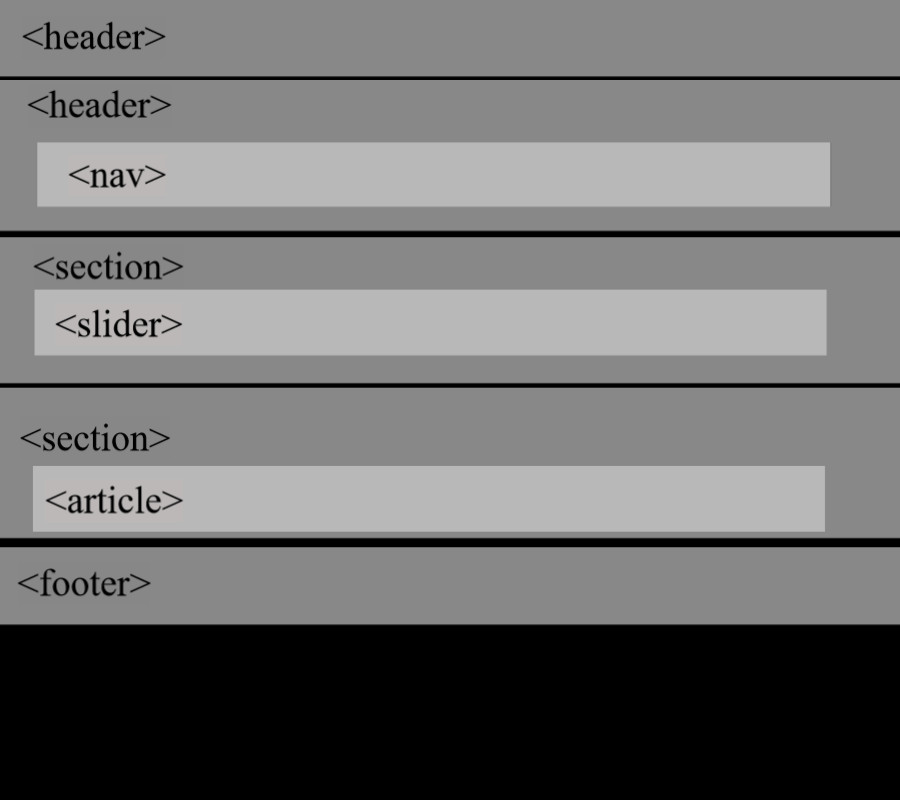 <header>
<header>
<nav>
<section>
<slider>
<section>
<article>
<footer>